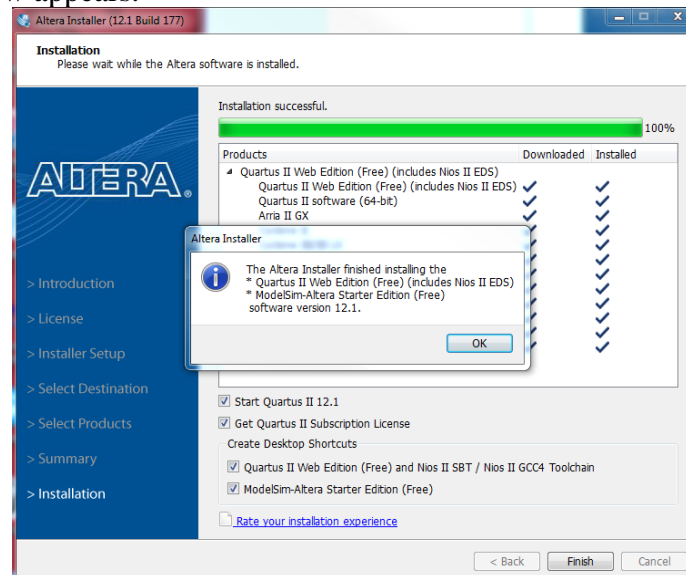 appears.
Altera Installer (12.1 Build 177)
Installation
Please wait while the Altera software is installed.
Installation successful.
100%
Products Downloaded Installed
Quartus II Web Edition (Free) (includes Nios II EDS)
Quartus II Web Edition (Free) (includes Nios II EDS)
Quartus II software (64-bit)
Arria II GX
ALTERA®
Altera Installer
The Altera Installer finished installing the
* Quartus II Web Edition (Free) (includes Nios II EDS)
* ModelSim-Altera Starter Edition (Free)
software version 12.1.
OK
> Introduction
> License
> Installer Setup
> Select Destination
> Select Products
> Summary
> Installation
Start Quartus II 12.1
Get Quartus II Subscription License
Create Desktop Shortcuts
Quartus II Web Edition (Free) and Nios II SBT / Nios II GCC4 Toolchain
ModelSim-Altera Starter Edition (Free)
Rate your installation experience
< Back Finish Cancel